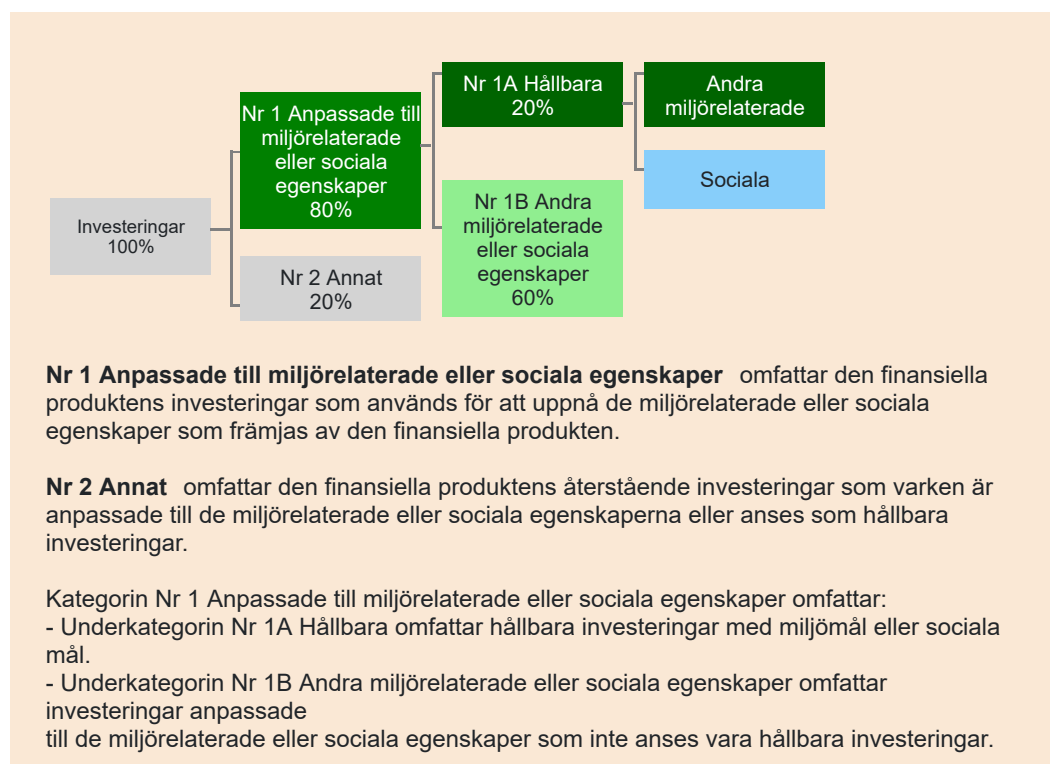 Investeringar
100%
Nr 1 Anpassade till
miljörelaterade
eller sociala
egenskaper
80%
Nr 2 Annat
20%
Nr 1A Hållbara
20%
Nr 1B Andra
miljörelaterade
eller sociala
egenskaper
60%
Andra
miljörelaterade
Sociala
Nr 1 Anpassade till miljörelaterade eller sociala egenskaper omfattar den finansiella
produktens investeringar som används för att uppnå de miljörelaterade eller sociala
egenskaper som främjas av den finansiella produkten.
Nr 2 Annat omfattar den finansiella produktens återstående investeringar som varken är
anpassade till de miljörelaterade eller sociala egenskaperna eller anses som hållbara
investeringar.
Kategorin Nr 1 Anpassade till miljörelaterade eller sociala egenskaper omfattar:
- Underkategorin Nr 1A Hållbara omfattar hållbara investeringar med miljömål eller sociala
mål.
- Underkategorin Nr 1B Andra miljörelaterade eller sociala egenskaper omfattar
investeringar anpassade
till de miljörelaterade eller sociala egenskaper som inte anses vara hållbara investeringar.